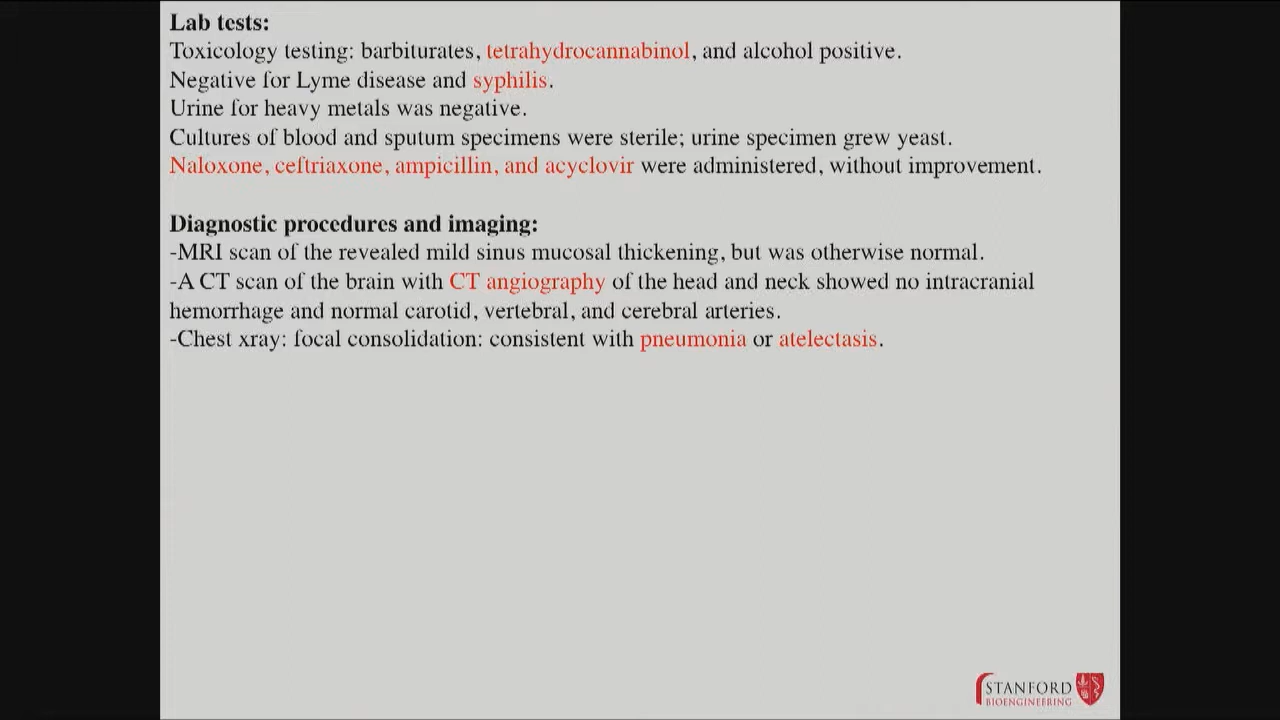 Lab tests:
Toxicology testing: barbiturates, tetrahydrocannabinol, and alcohol positive.
Negative for Lyme disease and syphilis.
Urine for heavy metals was negative.
Cultures of blood and sputum specimens were sterile; urine specimen grew yeast.
Naloxone, ceftriaxone, ampicillin, and acyclovir were administered, without improvement.
Diagnostic procedures and imaging:
-MRI scan of the revealed mild sinus mucosal thickening, but was otherwise normal.
-A CT scan of the brain with CT angiography of the head and neck showed no intracranial
hemorrhage and normal carotid, vertebral, and cerebral arteries.
-Chest xray: focal consolidation: consistent with pneumonia or atelectasis.
STANFORD
BIOENGINEERING